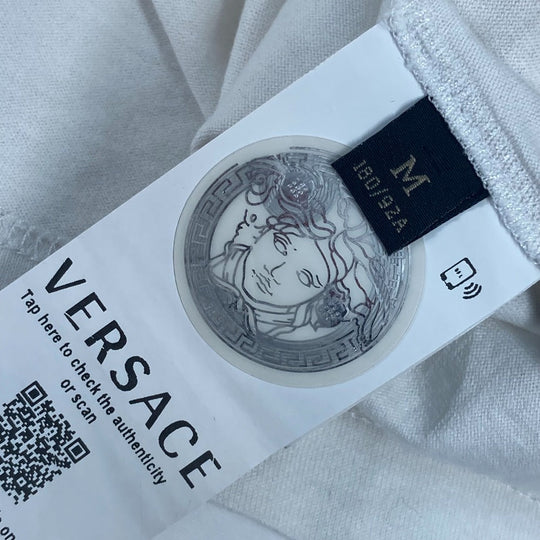 M
180/92A
VERSACE
Tap here to check the authenticity
or scan